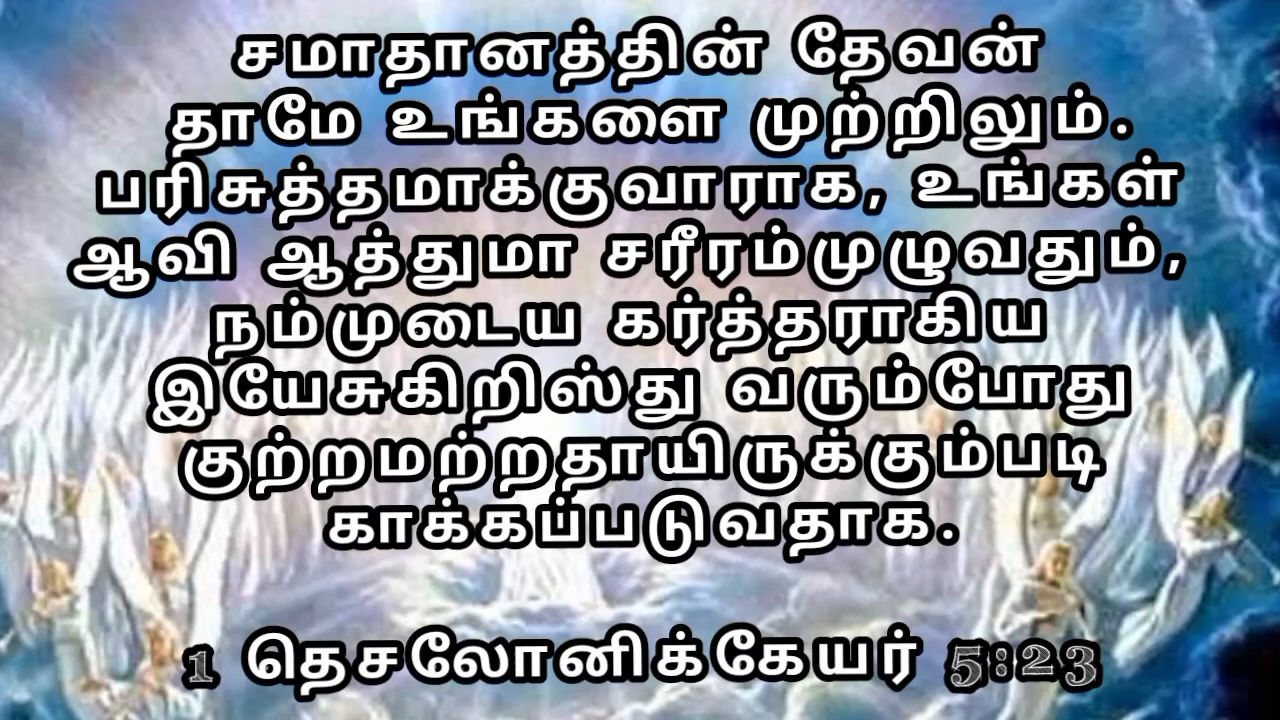 சமாதானத்தின் தேவன்
தாமே உங்களை முற்றிலும்.
பரிசுத்தமாக்குவாராக, உங்கள்
ஆவி ஆத்துமா சரீரம்முழுவதும்,
நம்முடைய கர்த்தராகிய
இயேசுகிறிஸ்து வரும்போது
குற்றமற்றதாயிருக்கும்படி
காக்கப்படுவதாக.
1 தெசலோனிக்கேயர் 5:23